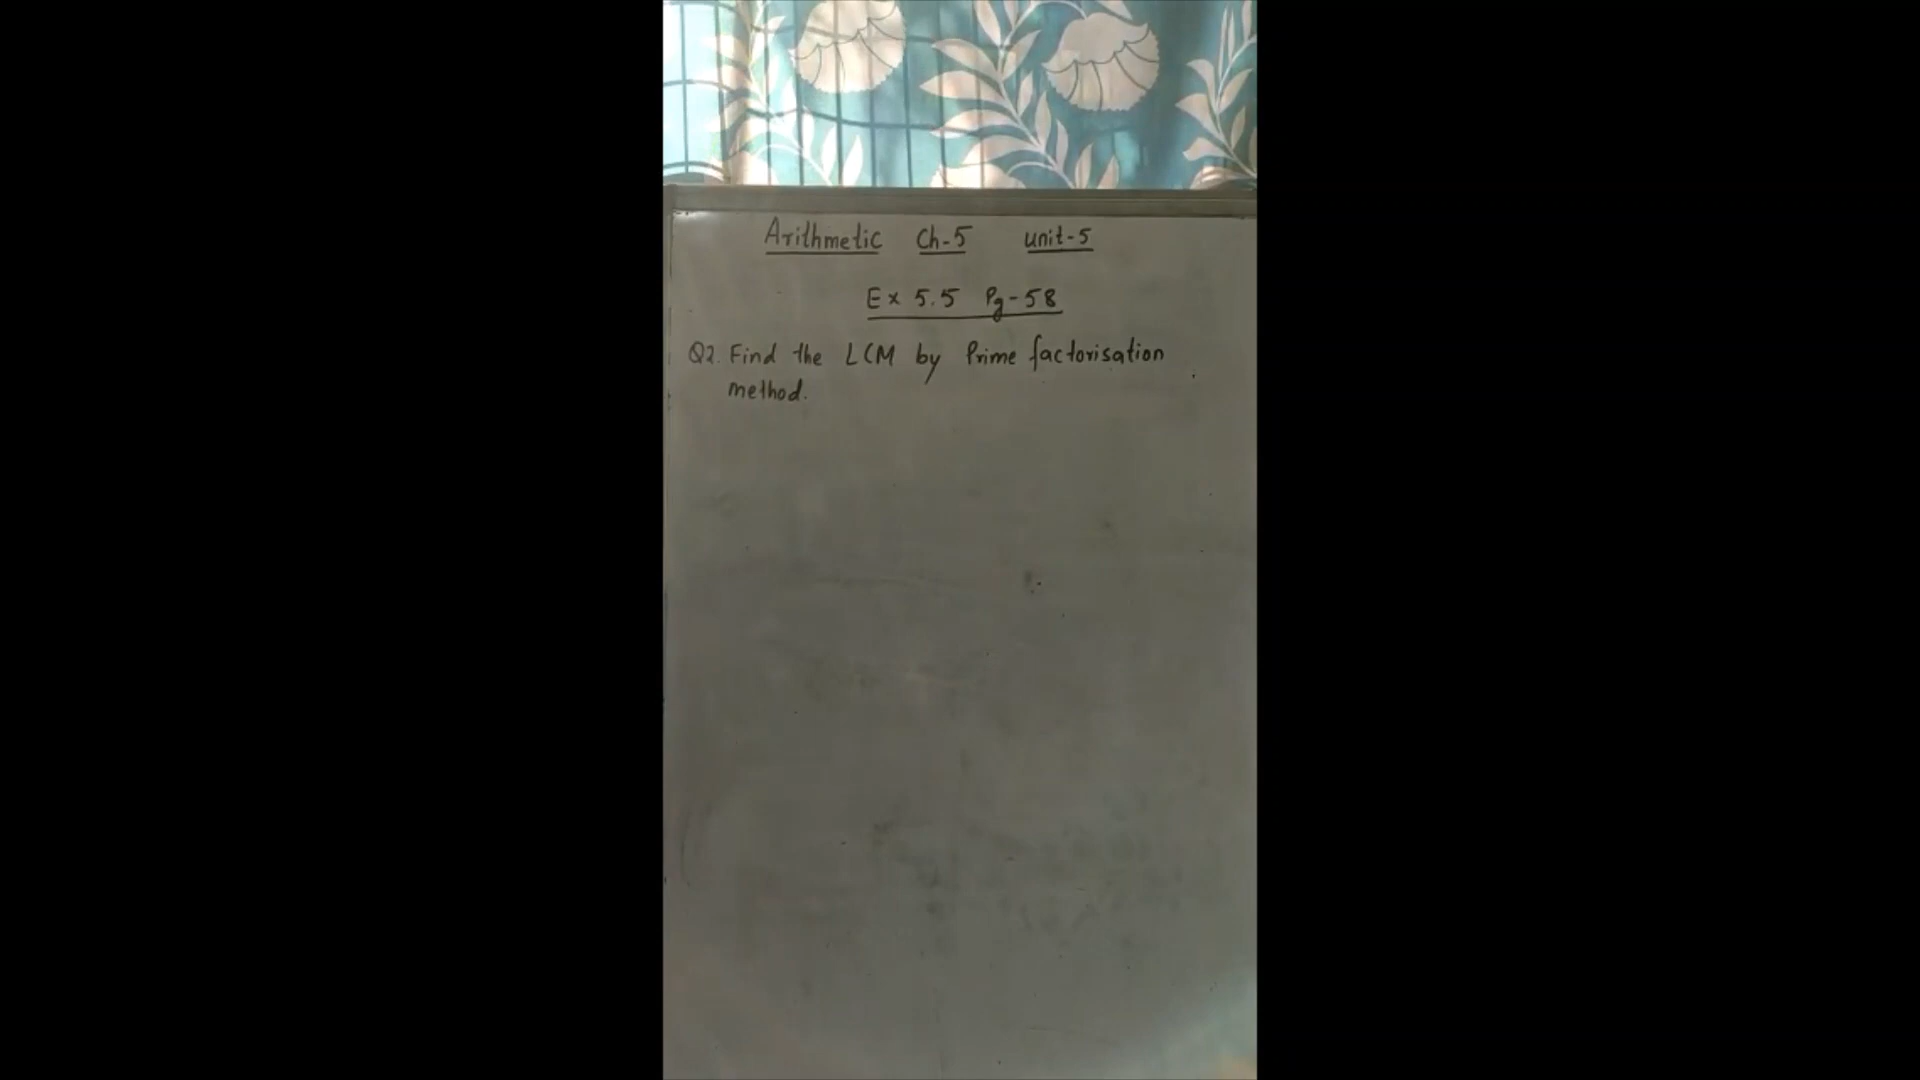 Arithmetic Ch-5 unit-5
Ex 5.5 Pg-58
Q2. Find the LCM by Prime factorisation
method.